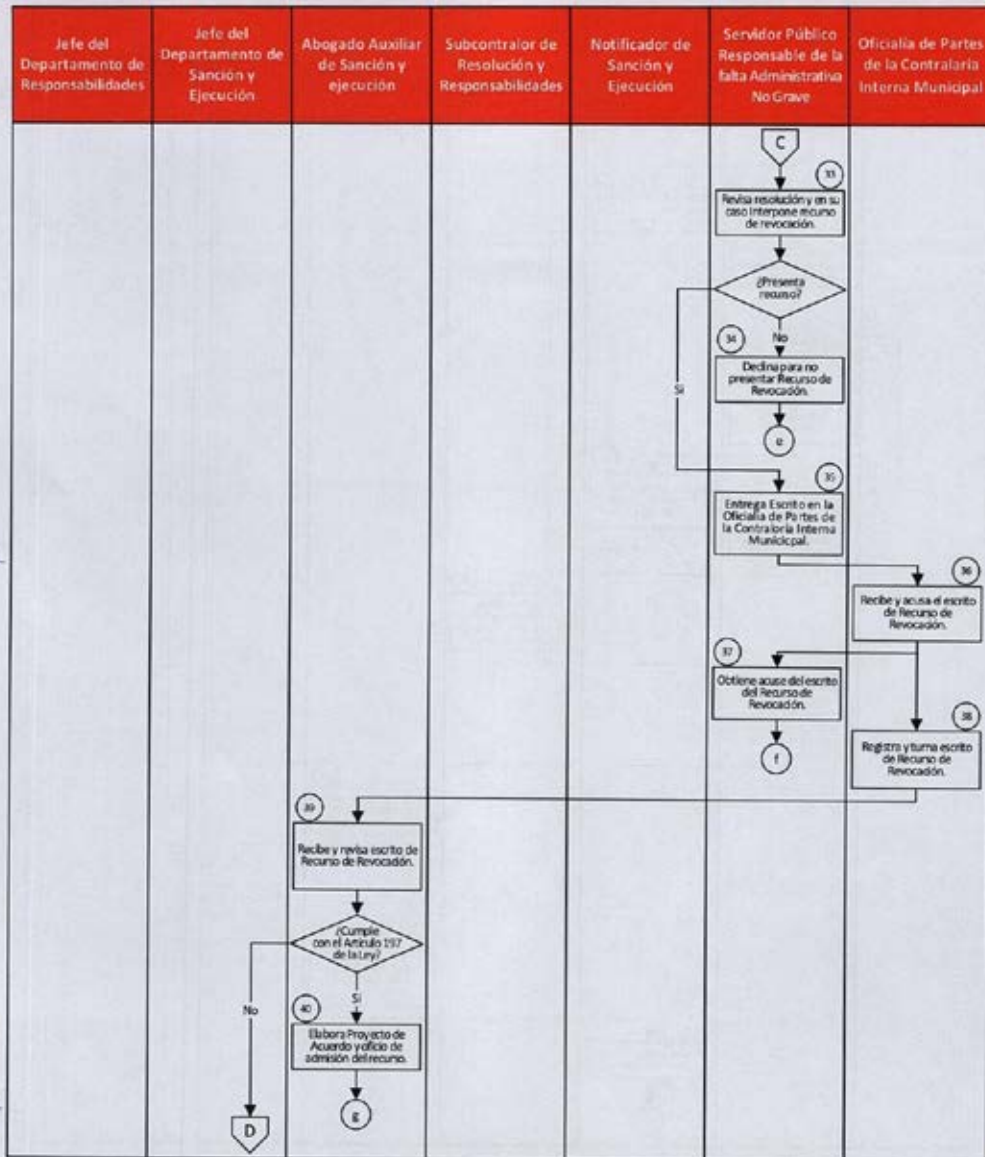 Jefe del
Departamento de
Responsabilidades
Jefe del
Departamento de
Sanción y
Ejecución
Abogado Auxiliar
de Sanción y
ejecución
Subcontralor de
Resolución y
Responsabilidades
Notificador de
Sanción y
Ejecución
Servidor Público
Responsable de la
falta Administrativa
No Grave
Oficialía de Partes
de la Contralaria
Interna Municipal
C
33
Revisa resolución y en su
caso Interpone recurso
de revocación.
¿Presenta
recurso?
No
Si
34
Declina para no
presentar Recurso de
Revocación.
e
35
Entrega Escrito en la
Oficialía de Partes de
la Contraloría Interna
Municicpal.
36
Recibe y acusa el escrito
de Recurso de
Revocación.
37
Obtiene acuse del escrito
del Recurso de
Revocación.
f
38
Registra y turna escrito
de Recurso de
Revocación.
39
Recibe y revisa escrito de
Recurso de Revocación.
¿Cumple
con el Artículo 197
de la Ley?
No
Si
40
Elabora Proyecto de
Acuerdo y oficio de
admisión del recurso.
g
D